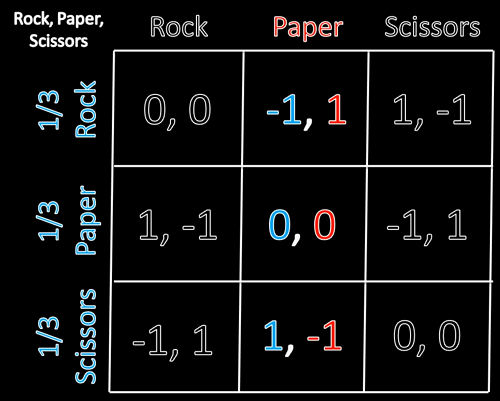 Rock, Paper,
Scissors
Rock Paper Scissors
1/3 Rock
0, 0 -1, 1 1, -1
1/3 Paper
1, -1 0, 0 -1, 1
1/3 Scissors
-1, 1 1, -1 0, 0